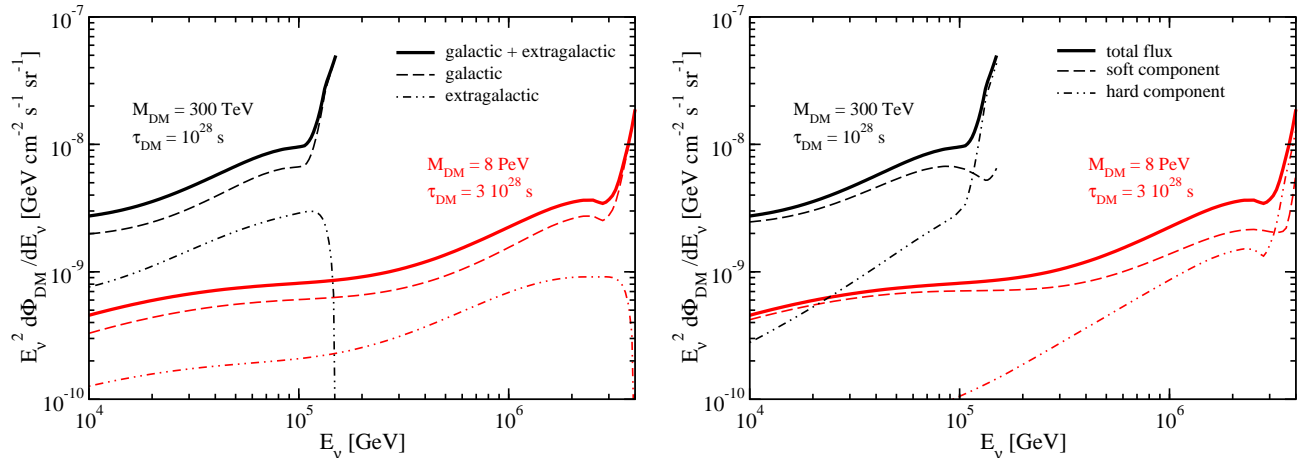 10^-7
10^-8
10^-9
10^-10
E_ν^2 dΦ_DM/dE_ν [GeV cm^-2 s^-1 sr^-1]
galactic + extragalactic
galactic
extragalactic
M_DM = 300 TeV
τ_DM = 10^28 s
M_DM = 8 PeV
τ_DM = 3 10^28 s
10^4
10^5
10^6
E_ν [GeV]
10^-7
10^-8
10^-9
10^-10
E_ν^2 dΦ_DM/dE_ν [GeV cm^-2 s^-1 sr^-1]
total flux
soft component
hard component
M_DM = 300 TeV
τ_DM = 10^28 s
M_DM = 8 PeV
τ_DM = 3 10^28 s
10^4
10^5
10^6
E_ν [GeV]